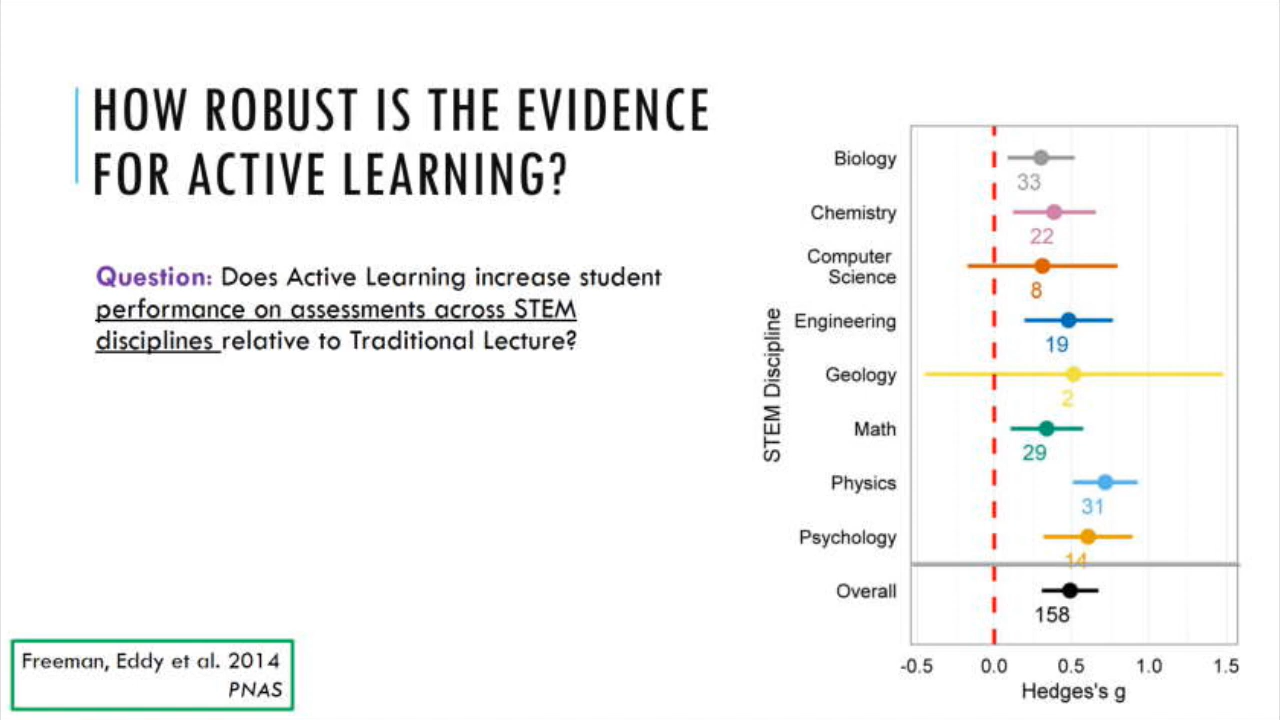 HOW ROBUST IS THE EVIDENCE
FOR ACTIVE LEARNING?
Question: Does Active Learning increase student
performance on assessments across STEM
disciplines relative to Traditional Lecture?
Freeman, Eddy et al. 2014
PNAS
STEM Discipline
Biology
33
Chemistry
22
Computer
Science
8
Engineering
19
Geology
2
Math
29
Physics
31
Psychology
14
Overall
158
-0.5 0.0 0.5 1.0 1.5
Hedges's g